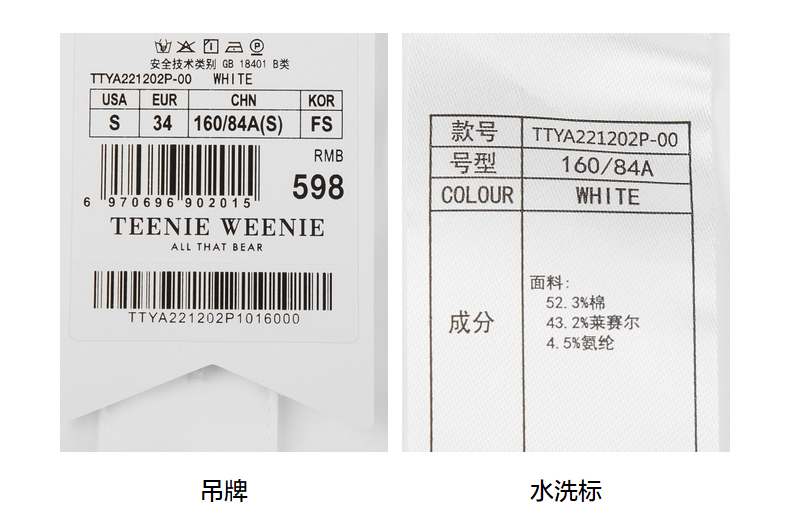 安全技术类别 GB 18401 B类
TTYA221202P-00 WHITE
USA EUR CHN KOR
S 34 160/84A(S) FS
RMB
598
6 970696 902015
TEENIE WEENIE
ALL THAT BEAR
TTYA221202P1016000
吊牌
款号 TTYA221202P-00
号型 160/84A
COLOUR WHITE
成分
面料:
52.3%棉
43.2%莱赛尔
4.5%氨纶
水洗标